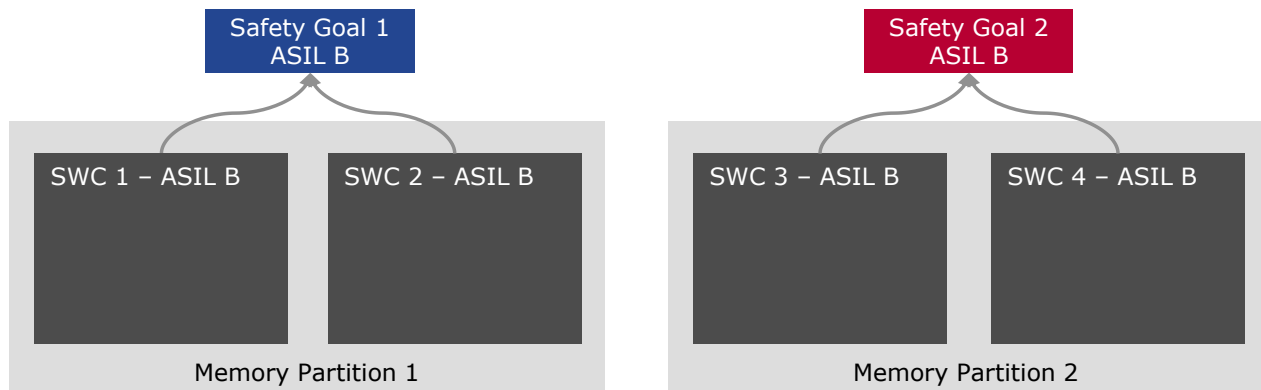 Safety Goal 1
ASIL B
Safety Goal 2
ASIL B
SWC 1 – ASIL B
SWC 2 – ASIL B
SWC 3 – ASIL B
SWC 4 – ASIL B
Memory Partition 1
Memory Partition 2